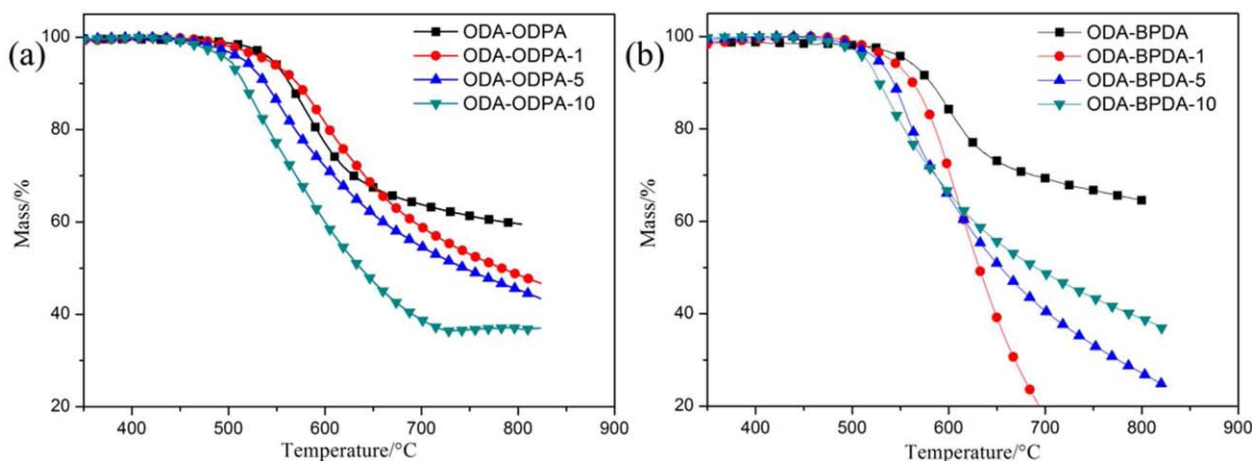 (a)
ODA-ODPA
ODA-ODPA-1
ODA-ODPA-5
ODA-ODPA-10
Mass/%
100
80
60
40
20
400
500
600
700
800
900
Temperature/°C
(b)
ODA-BPDA
ODA-BPDA-1
ODA-BPDA-5
ODA-BPDA-10
Mass/%
100
80
60
40
20
400
500
600
700
800
900
Temperature/°C